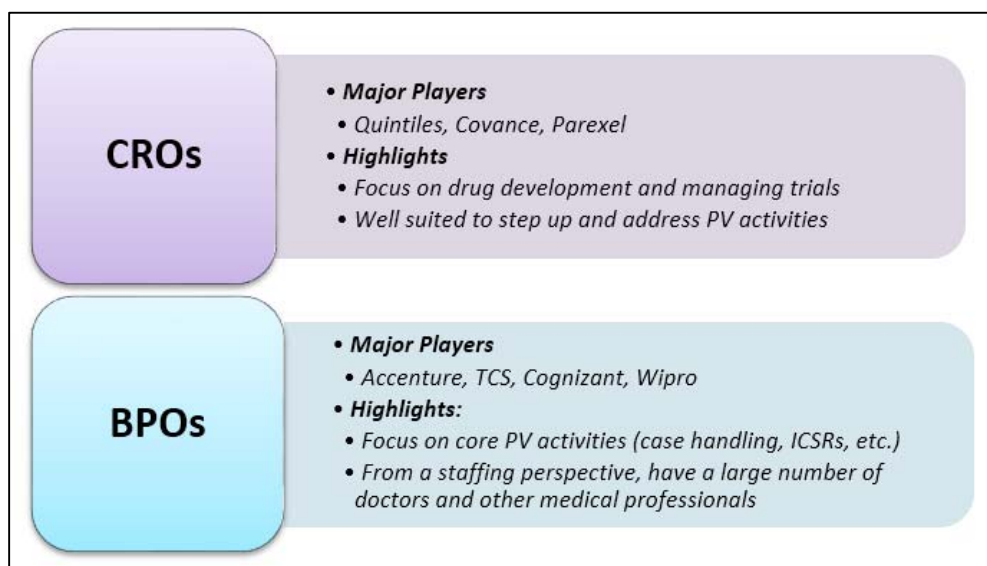 CROs
• Major Players
• Quintiles, Covance, Parexel
• Highlights
• Focus on drug development and managing trials
• Well suited to step up and address PV activities
BPOs
• Major Players
• Accenture, TCS, Cognizant, Wipro
• Highlights:
• Focus on core PV activities (case handling, ICSRs, etc.)
• From a staffing perspective, have a large number of
doctors and other medical professionals